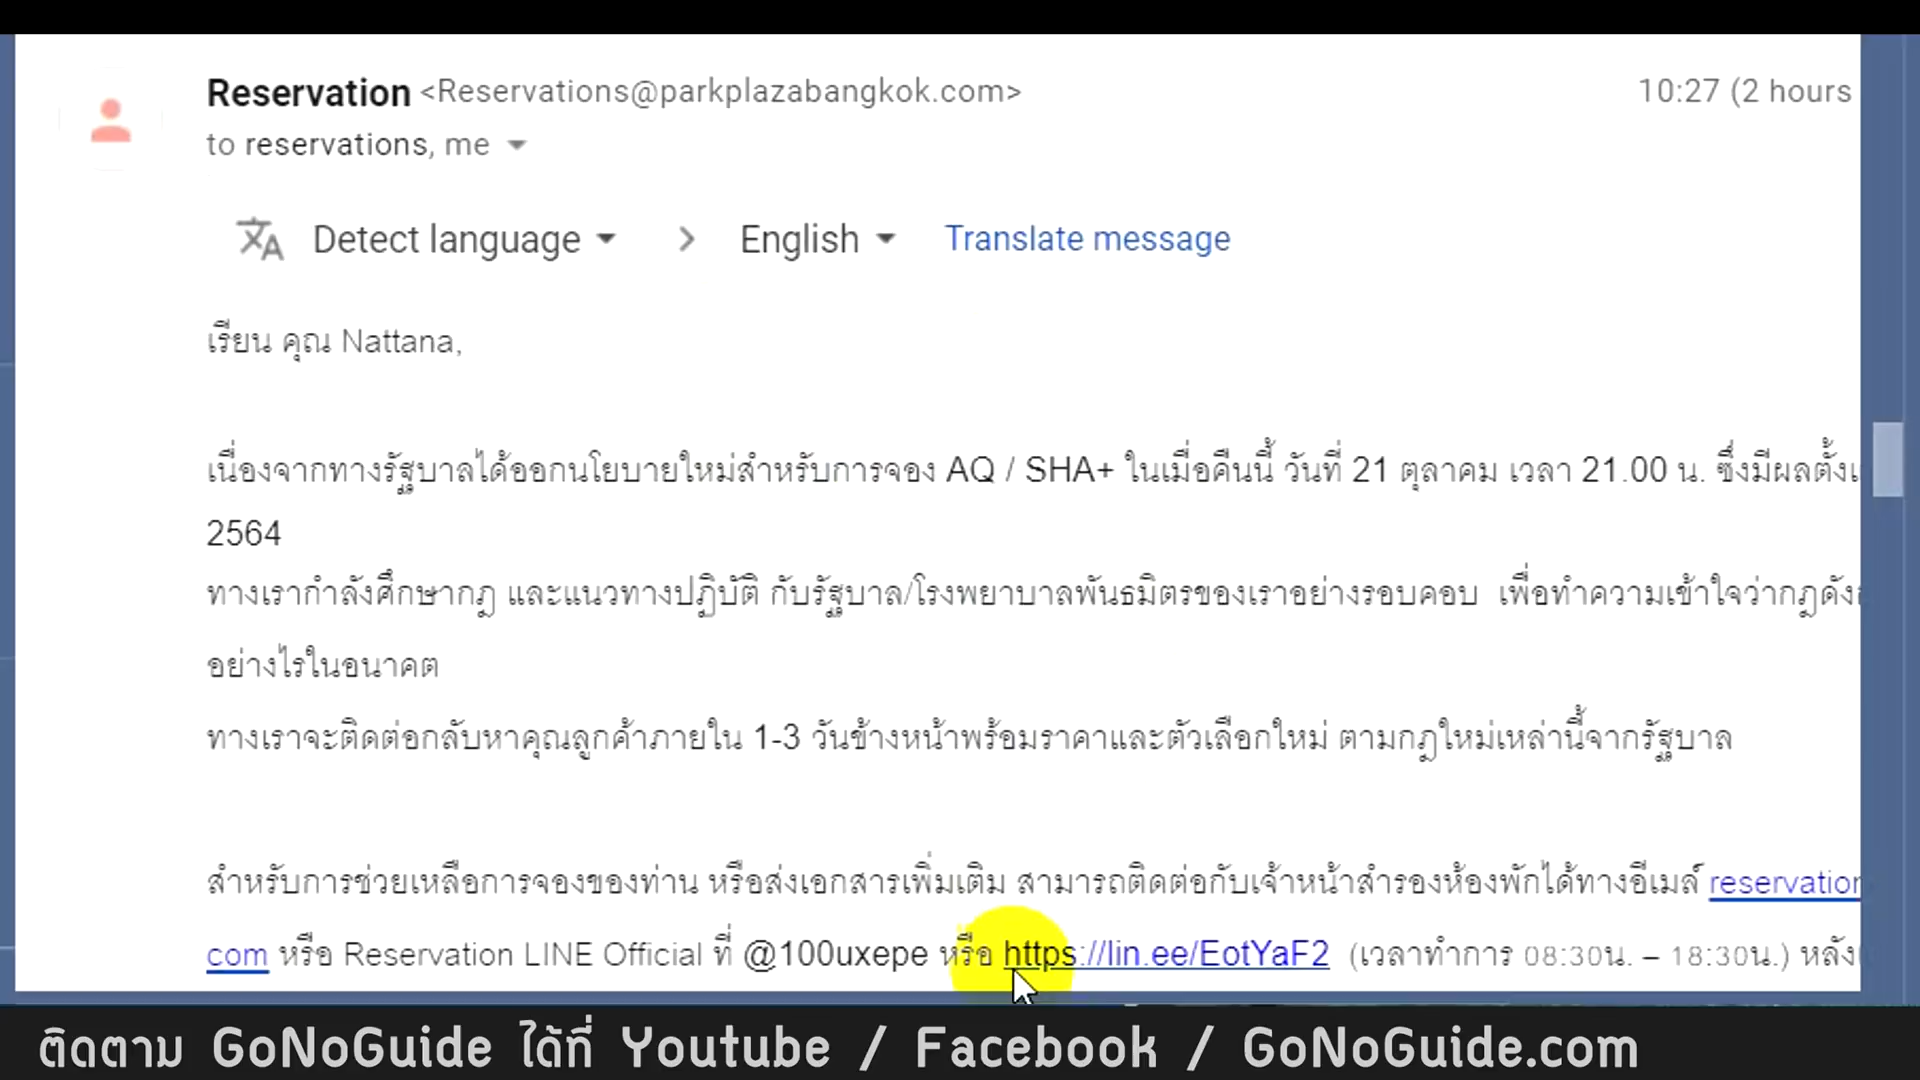 Reservation <Reservations@parkplazabangkok.com>
10:27 (2 hours
to reservations, me
Detect language > English Translate message
เรียน คุณ Nattana,
เนื่องจากทางรัฐบาลได้ออกนโยบายใหม่สำหรับการจอง AQ / SHA+ ในเมื่อคืนนี้ วันที่ 21 ตุลาคม เวลา 21.00 น. ซึ่งมีผลตั้งแ
2564
ทางเรากำลังศึกษากฎ และแนวทางปฏิบัติ กับรัฐบาล/โรงพยาบาลพันธมิตรของเราอย่างรอบคอบ เพื่อทำความเข้าใจว่ากฎดัง
อย่างไรในอนาคต
ทางเราจะติดต่อกลับหาคุณลูกค้าภายใน 1-3 วันข้างหน้าพร้อมราคาและตัวเลือกใหม่ ตามกฎใหม่เหล่านี้จากรัฐบาล
สำหรับการช่วยเหลือการจองของท่าน หรือส่งเอกสารเพิ่มเติม สามารถติดต่อกับเจ้าหน้าสำรองห้องพักได้ทางอีเมล์ reservation
com หรือ Reservation LINE Official ที่ @100uxepe หรือ https://lin.ee/EotYaF2 (เวลาทำการ 08:30น. – 18:30น.) หลัง
ติดตาม GoNoGuide ได้ที่ Youtube / Facebook / GoNoGuide.com